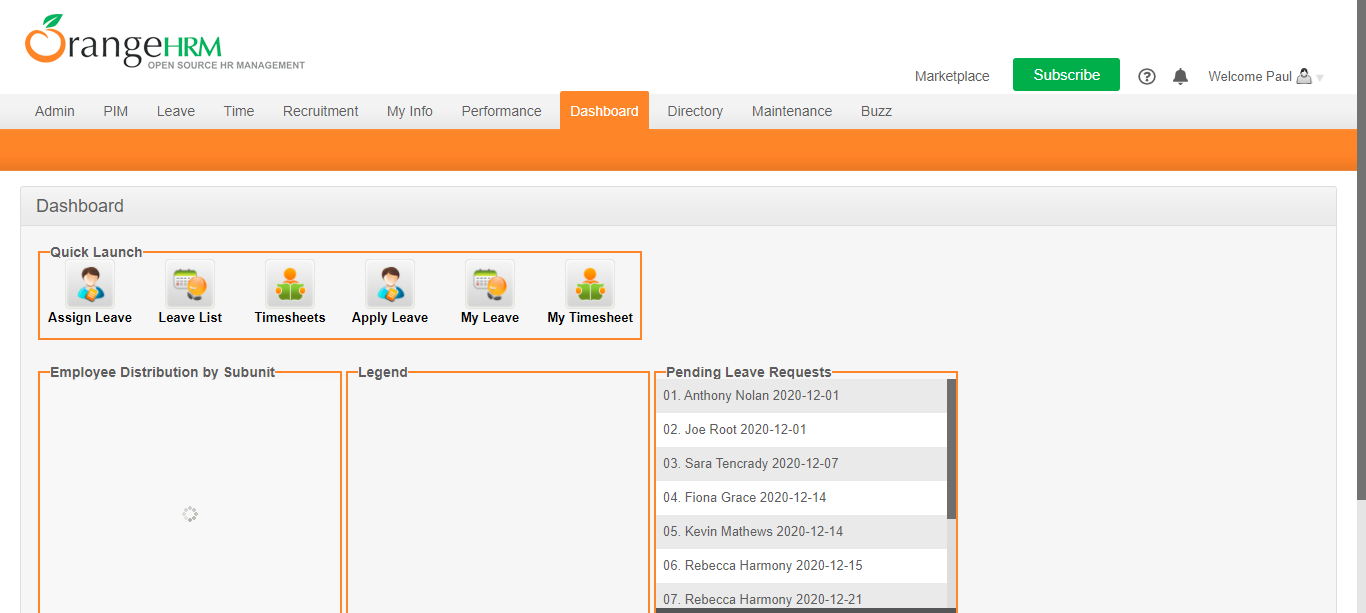 OrangeHRM
OPEN SOURCE HR MANAGEMENT
Marketplace Subscribe ? Welcome Paul
Admin PIM Leave Time Recruitment My Info Performance Dashboard Directory Maintenance Buzz
Dashboard
Quick Launch
Assign Leave Leave List Timesheets Apply Leave My Leave My Timesheet
Employee Distribution by Subunit Legend Pending Leave Requests
01. Anthony Nolan 2020-12-01
02. Joe Root 2020-12-01
03. Sara Tencrady 2020-12-07
04. Fiona Grace 2020-12-14
05. Kevin Mathews 2020-12-14
06. Rebecca Harmony 2020-12-15
07. Rebecca Harmony 2020-12-21